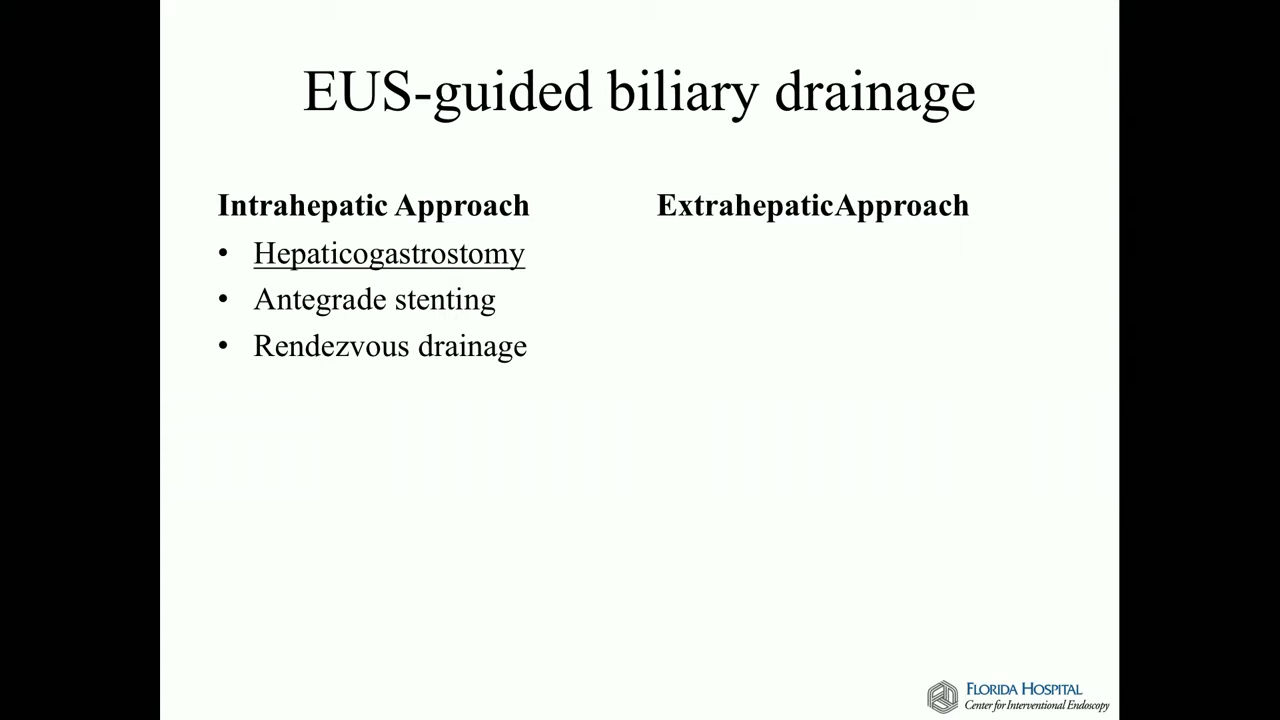 EUS-guided biliary drainage
Intrahepatic Approach
• Hepaticogastrostomy
• Antegrade stenting
• Rendezvous drainage
ExtrahepaticApproach
FLORIDA HOSPITAL
Center for Interventional Endoscopy